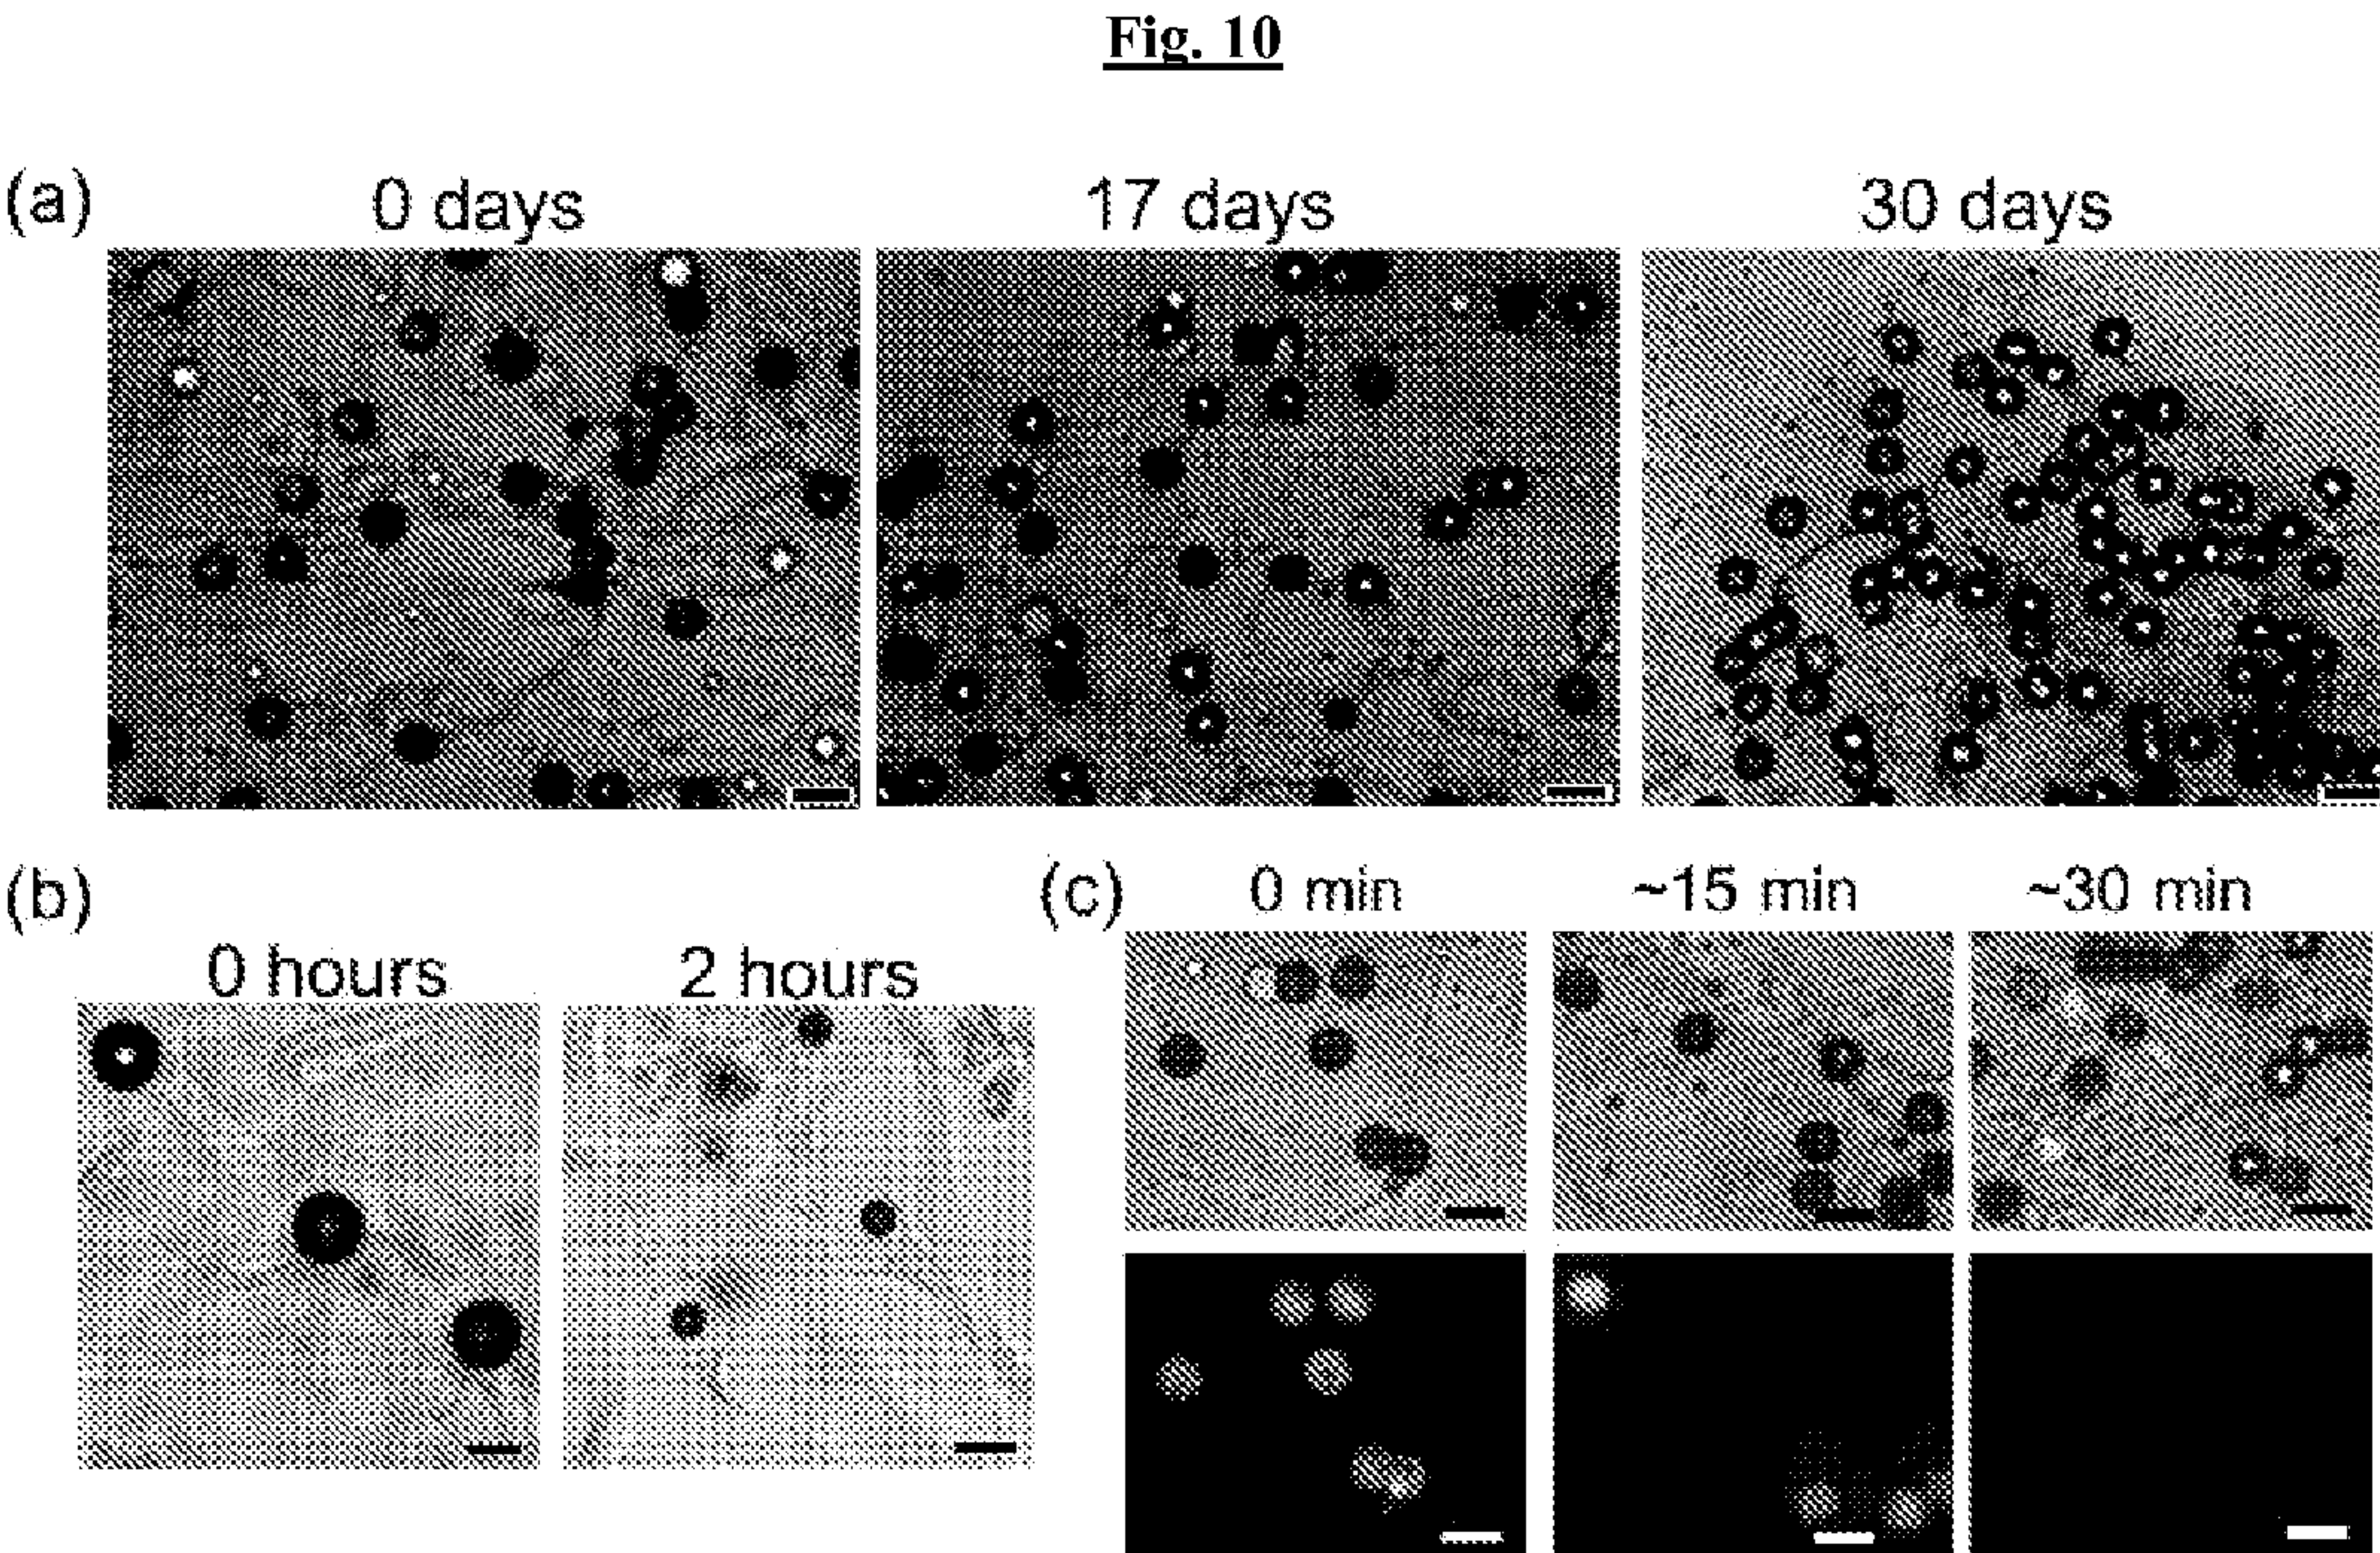 Fig. 10
(a)
0 days 17 days 30 days
(b)
0 hours 2 hours
(c)
0 min ~15 min ~30 min